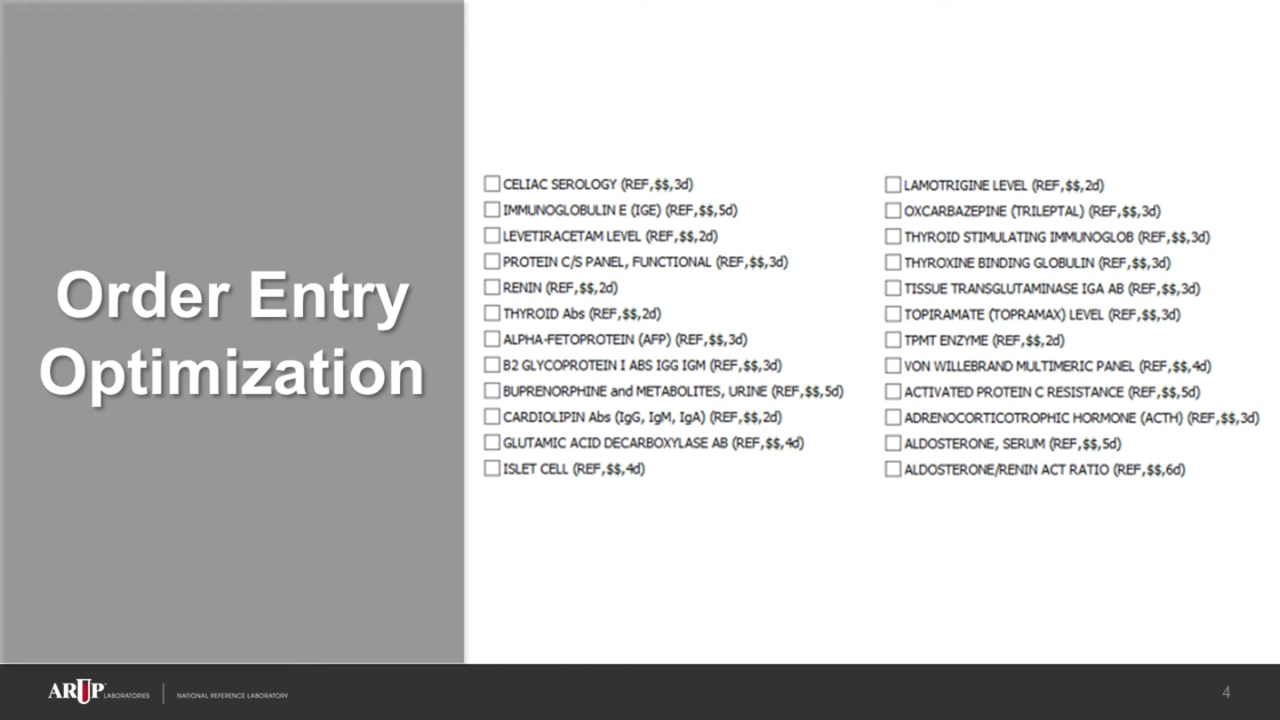 Order Entry
Optimization
CELIAC SEROLOGY (REF,$$,3d)
IMMUNOGLOBULIN E (IGE) (REF,$$,5d)
LEVETIRACETAM LEVEL (REF,$$,2d)
PROTEIN C/S PANEL, FUNCTIONAL (REF,$$,3d)
RENIN (REF,$$,2d)
THYROID Abs (REF,$$,2d)
ALPHA-FETOPROTEIN (AFP) (REF,$$,3d)
B2 GLYCOPROTEIN I ABS IGG IGM (REF,$$,3d)
BUPRENORPHINE and METABOLITES, URINE (REF,$$,5d)
CARDIOLIPIN Abs (IgG, IgM, IgA) (REF,$$,2d)
GLUTAMIC ACID DECARBOXYLASE AB (REF,$$,4d)
ISLET CELL (REF,$$,4d)
LAMOTRIGINE LEVEL (REF,$$,2d)
OXCARBAZEPINE (TRILEPTAL) (REF,$$,3d)
THYROID STIMULATING IMMUNOGLOB (REF,$$,3d)
THYROXINE BINDING GLOBULIN (REF,$$,3d)
TISSUE TRANSGLUTAMINASE IGA AB (REF,$$,3d)
TOPIRAMATE (TOPRAMAX) LEVEL (REF,$$,3d)
TPMT ENZYME (REF,$$,2d)
VON WILLEBRAND MULTIMERIC PANEL (REF,$$,4d)
ACTIVATED PROTEIN C RESISTANCE (REF,$$,5d)
ADRENOCORTICOTROPHIC HORMONE (ACTH) (REF,$$,3d)
ALDOSTERONE, SERUM (REF,$$,5d)
ALDOSTERONE/RENIN ACT RATIO (REF,$$,6d)
ARUP LABORATORIES | NATIONAL REFERENCE LABORATORY
4